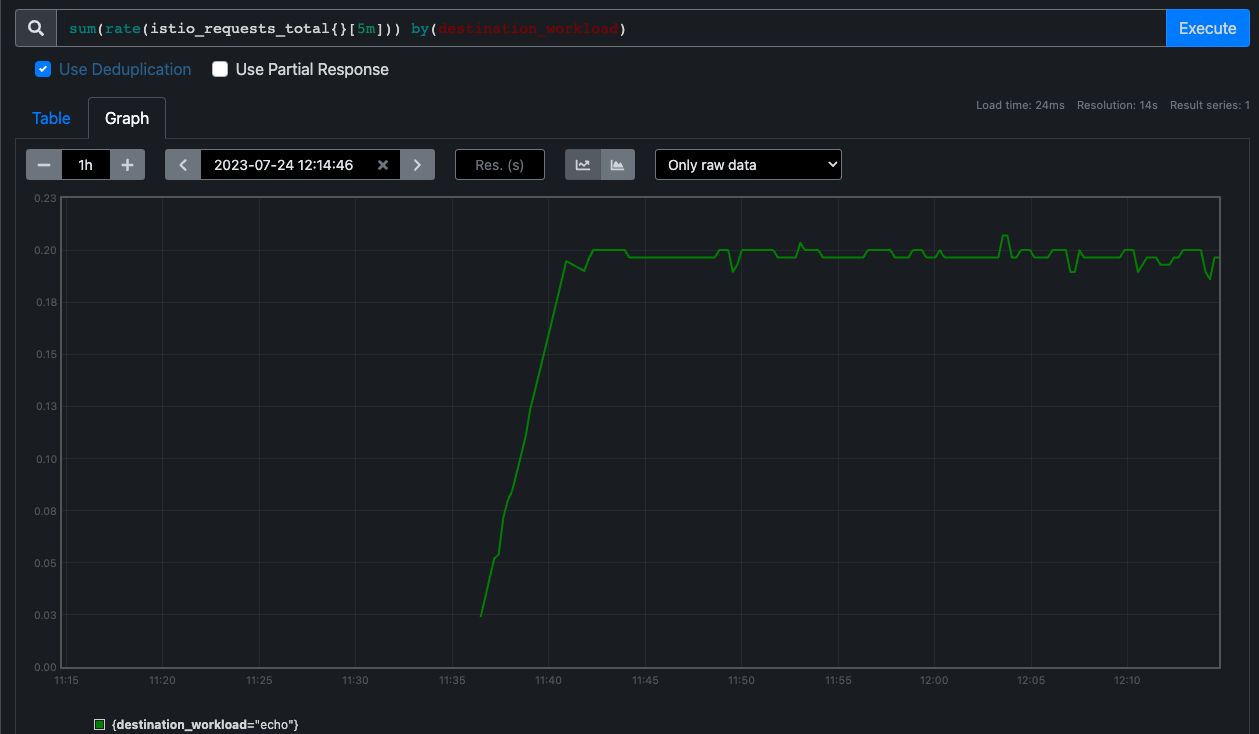 sum(rate(istio_requests_total{}[5m])) by(destination_workload)
Execute
Use Deduplication
Use Partial Response
Table
Graph
Load time: 24ms
Resolution: 14s
Result series: 1
1h
2023-07-24 12:14:46
Res. (s)
Only raw data
0.23
0.20
0.18
0.15
0.13
0.10
0.08
0.05
0.03
0.00
11:15
11:20
11:25
11:30
11:35
11:40
11:45
11:50
11:55
12:00
12:05
12:10
{destination_workload="echo"}